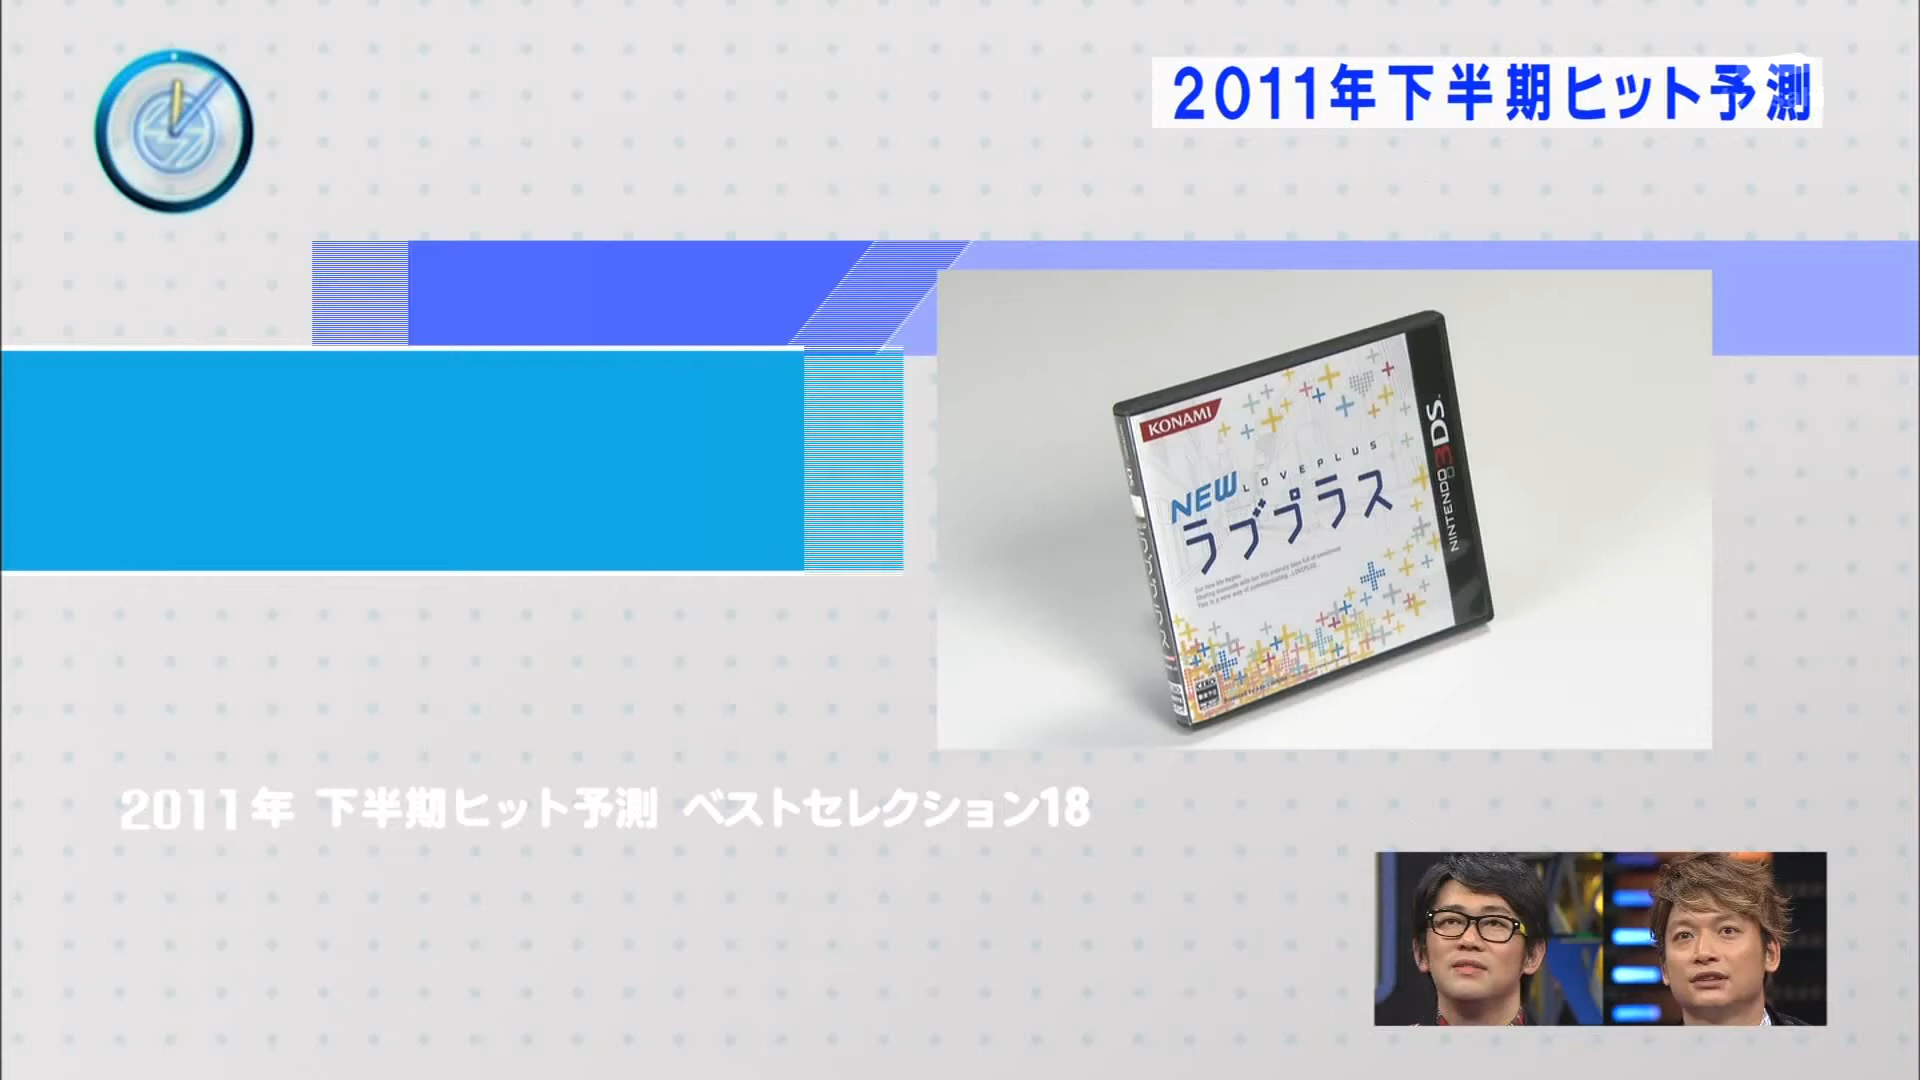 2011年下半期ヒット予測
KONAMI
NEW LOVEPLUS
ラブプラス
NINTENDO3DS
2011年 下半期ヒット予測 ベストセレクション18